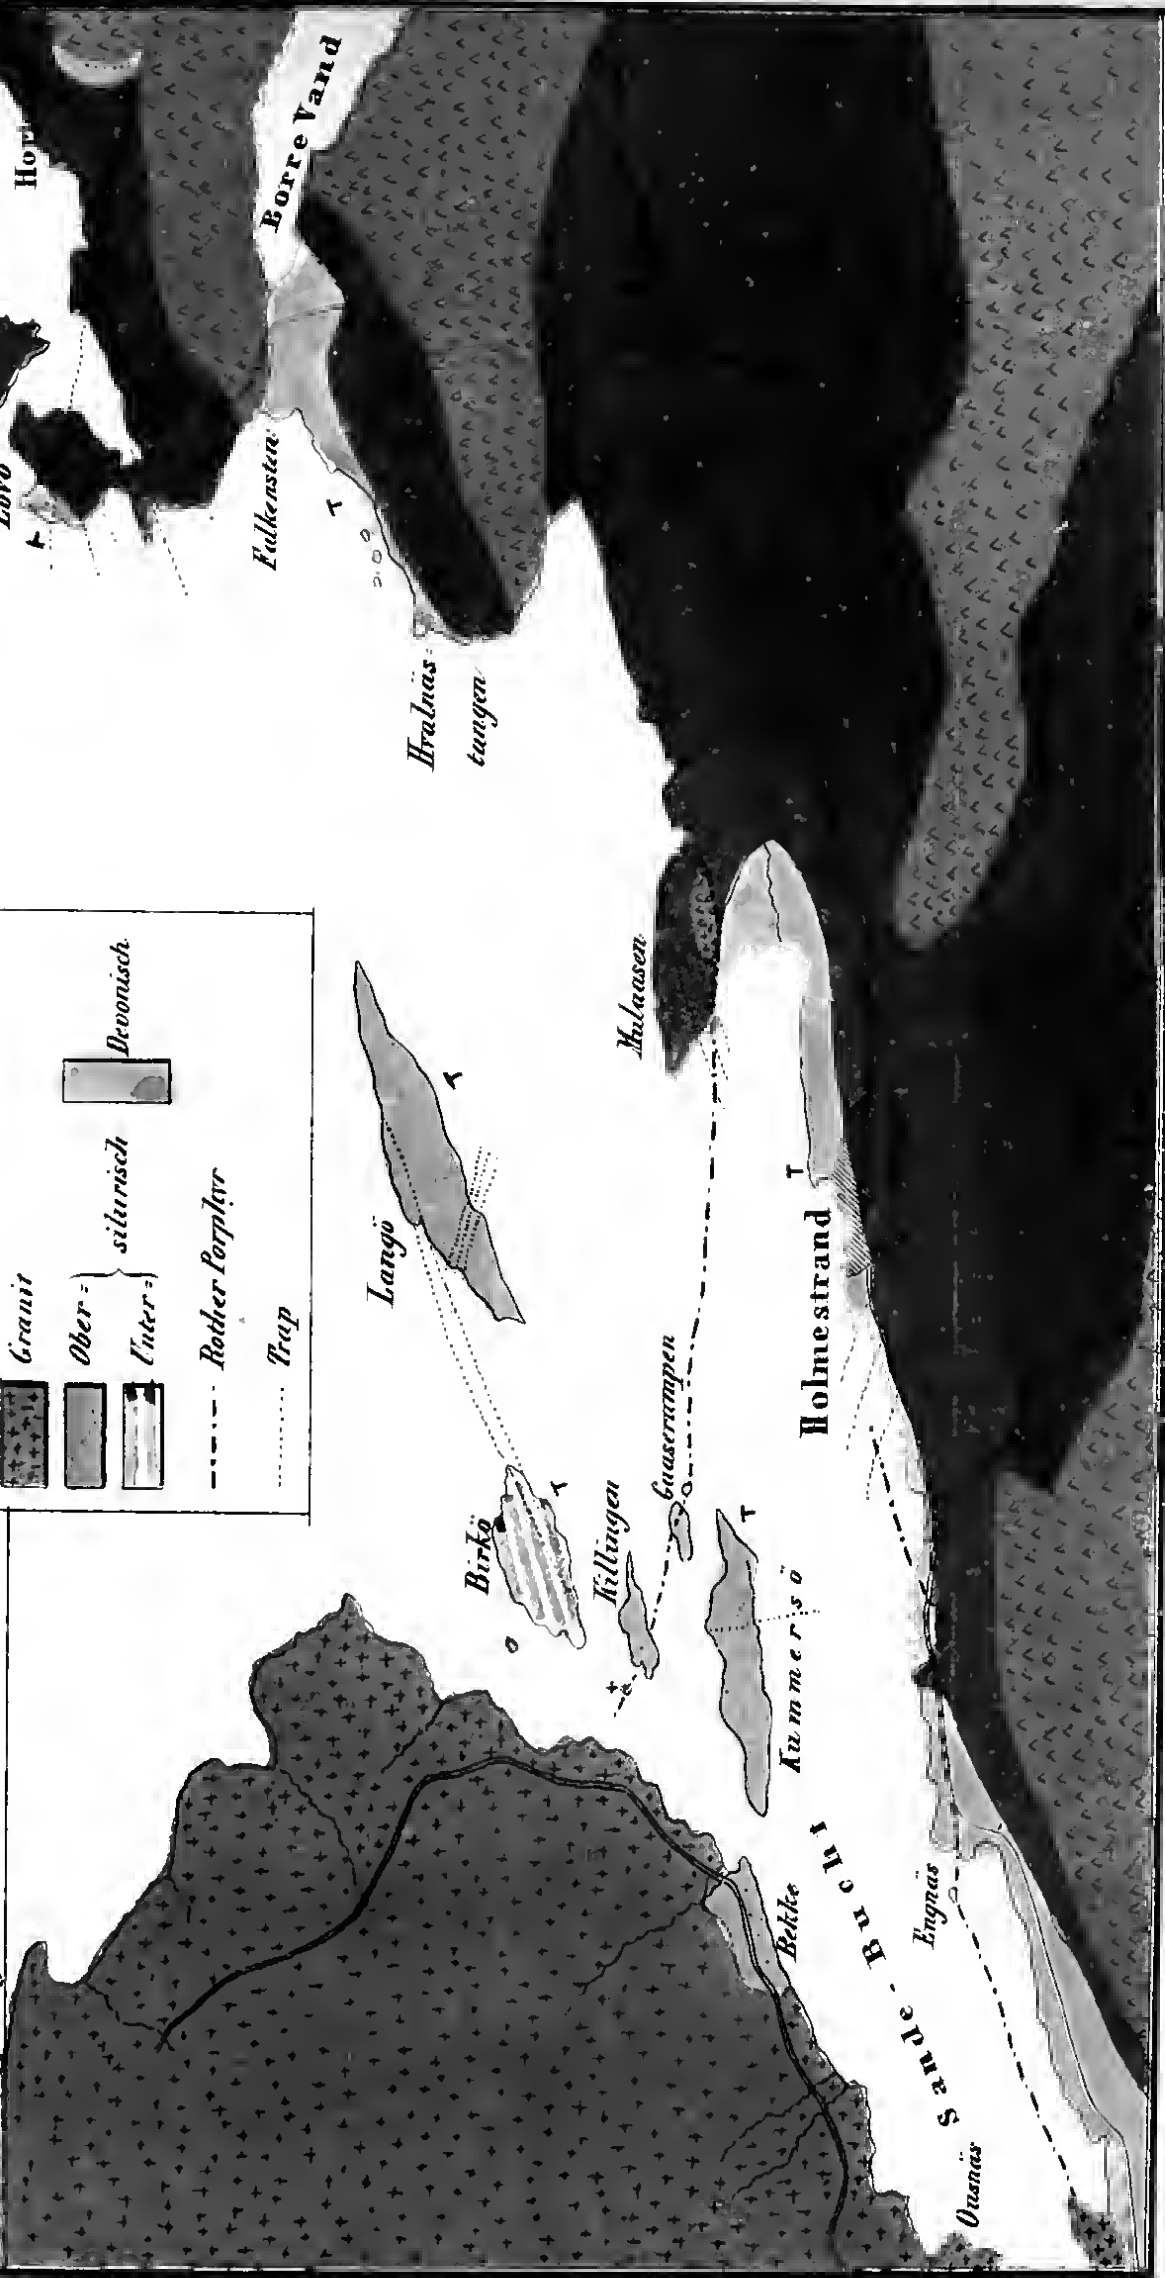 Granit
Ober =
Unter =
silurisch
Devonisch
Rother Porphyr
Trap
Borre Vand
Falkensten
Hvalnäs-
tangen
Mulaasen
Langö
Birkö
Killingen
Gaaserumpen
Kummersö
Holmestrand
Bekke
Sande-Bucht
Engnäs
Ousnäs